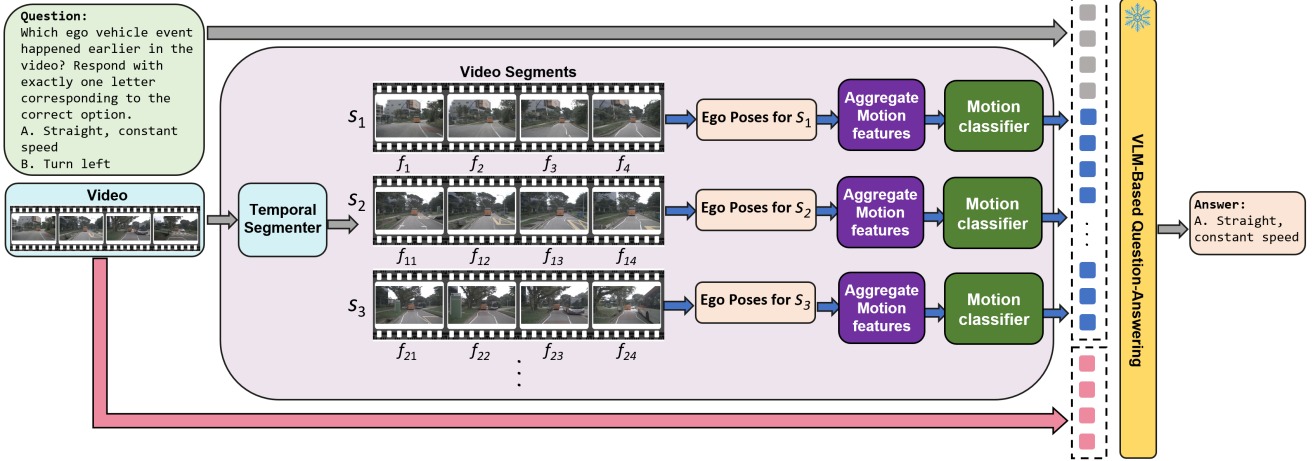 Question:
Which ego vehicle event
happened earlier in the
video? Respond with
exactly one letter
corresponding to the
correct option.
A. Straight, constant
speed
B. Turn left
Video
Temporal
Segmenter
Video Segments
S1
f1 f2 f3 f4
Ego Poses for S1
Aggregate
Motion
features
Motion
classifier
S2
f11 f12 f13 f14
Ego Poses for S2
Aggregate
Motion
features
Motion
classifier
S3
f21 f22 f23 f24
Ego Poses for S3
Aggregate
Motion
features
Motion
classifier
VLM-Based Question-Answering
Answer:
A. Straight,
constant speed